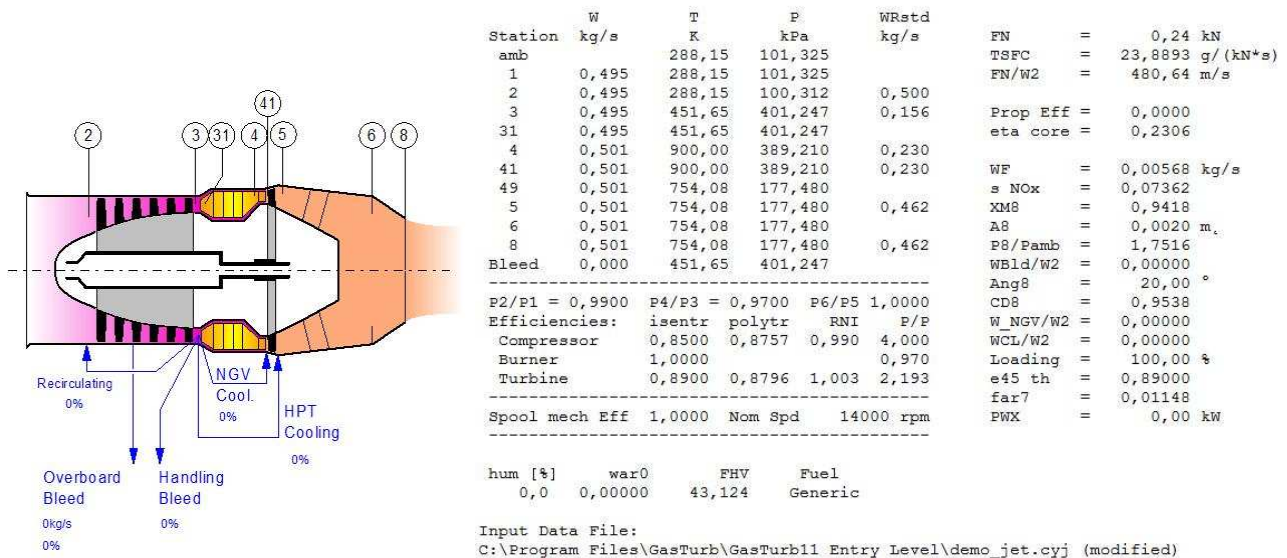 2
3
31
41
4
5
6
8
Recirculating
0%
NGV
Cool.
0%
HPT
Cooling
0%
Overboard
Bleed
0kg/s
0%
Handling
Bleed
0%
W T P WRstd
Station kg/s K kPa kg/s
amb 288,15 101,325
1 0,495 288,15 101,325
2 0,495 288,15 100,312 0,500
3 0,495 451,65 401,247 0,156
31 0,495 451,65 401,247
4 0,501 900,00 389,210 0,230
41 0,501 900,00 389,210 0,230
49 0,501 754,08 177,480
5 0,501 754,08 177,480 0,462
6 0,501 754,08 177,480
8 0,501 754,08 177,480 0,462
Bleed 0,000 451,65 401,247
P2/P1 = 0,9900 P4/P3 = 0,9700 P6/P5 1,0000
Efficiencies: isentr polytr RNI P/P
Compressor 0,8500 0,8757 0,990 4,000
Burner 1,0000 0,970
Turbine 0,8900 0,8796 1,003 2,193
Spool mech Eff 1,0000 Nom Spd 14000 rpm
hum [%] war0 FHV Fuel
0,0 0,00000 43,124 Generic
Input Data File:
C:\Program Files\GasTurb\GasTurb11 Entry Level\demo_jet.cyj (modified)
FN = 0,24 kN
TSFC = 23,8893 g/(kN*s)
FN/W2 = 480,64 m/s
Prop Eff = 0,0000
eta core = 0,2306
WF = 0,00568 kg/s
s NOx = 0,07362
XM8 = 0,9418
A8 = 0,0020 m
P8/Pamb = 1,7516
WBld/W2 = 0,00000
Ang8 = 20,00 °
CD8 = 0,9538
W_NGV/W2 = 0,00000
WCL/W2 = 0,00000
Loading = 100,00 %
e45 th = 0,89000
far7 = 0,01148
PWX = 0,00 kW